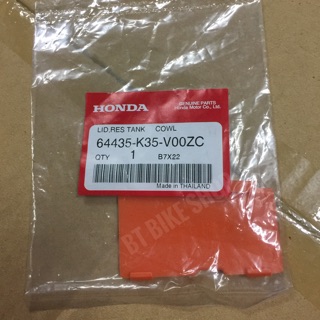 HONDA
GENUINE PARTS
Honda Motor Co., Ltd.
LID,RES TANK COWL
64435-K35-V00ZC
QTY 1 B7X22
Made in THAILAND
BT BIKE SHOP